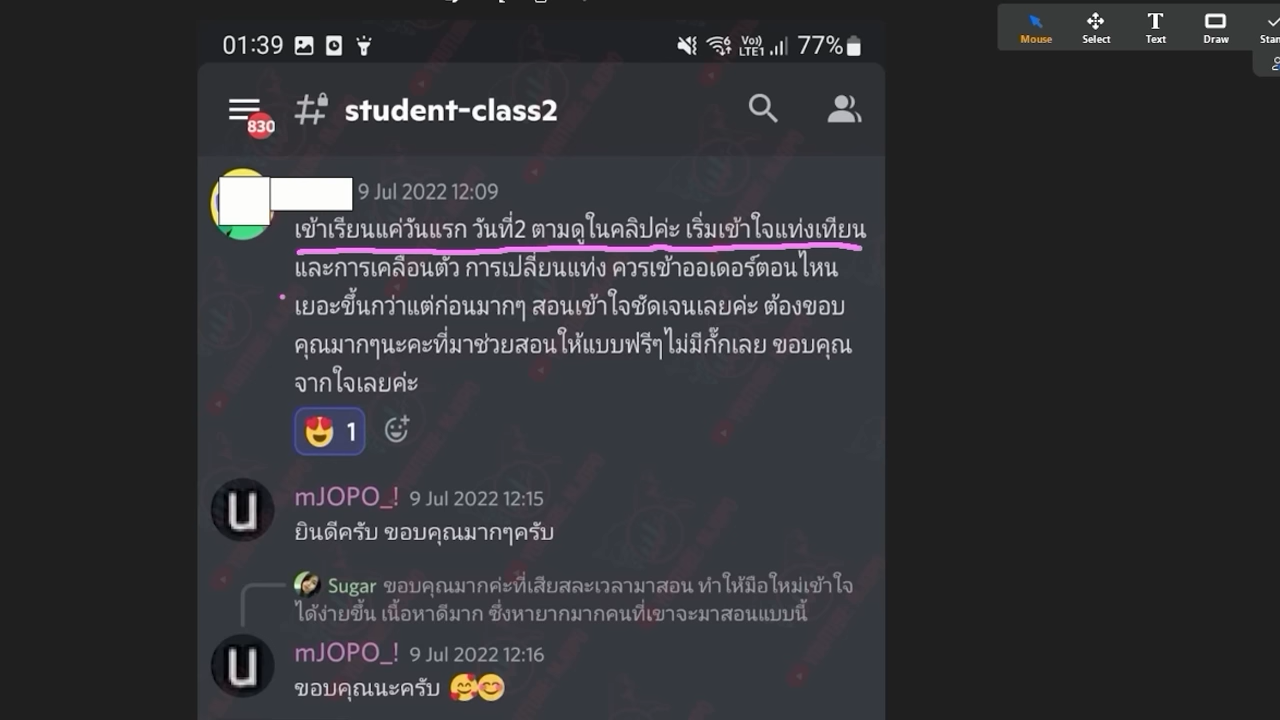 Mouse Select Text Draw
01:39 Vo) LTE1 77%
830 student-class2
9 Jul 2022 12:09
เข้าเรียนแค่วันแรก วันที่2 ตามดูในคลิปค่ะ เริ่มเข้าใจแท่งเทียน
และการเคลื่อนตัว การเปลี่ยนแท่ง ควรเข้าออเดอร์ตอนไหน
เยอะขึ้นกว่าแต่ก่อนมากๆ สอนเข้าใจชัดเจนเลยค่ะ ต้องขอบ
คุณมากๆนะคะที่มาช่วยสอนให้แบบฟรีๆไม่มีกั๊กเลย ขอบคุณ
จากใจเลยค่ะ
1
mJOPO_! 9 Jul 2022 12:15
ยินดีครับ ขอบคุณมากๆครับ
Sugar ขอบคุณมากค่ะที่เสียสละเวลามาสอน ทำให้มือใหม่เข้าใจ
ได้ง่ายขึ้น เนื้อหาดีมาก ซึ่งหายากมากคนที่เขาจะมาสอนแบบนี้
mJOPO_! 9 Jul 2022 12:16
ขอบคุณนะครับ